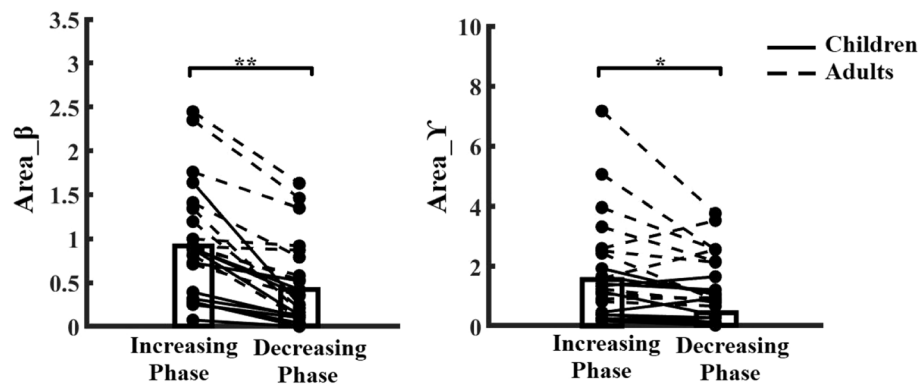 3.5
3
2.5
2
1.5
1
0.5
0
Area_β
**
Increasing Phase
Decreasing Phase
10
8
6
4
2
0
Area_ϒ
*
Increasing Phase
Decreasing Phase
Children
Adults